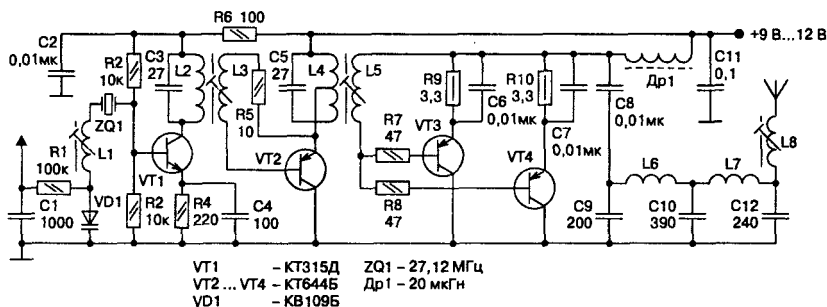 R6 100
+9 В...12 В
C2
0,01мк
R2
10к
C3
27
L2
L3
C5
27
L4
L5
R9
3,3
R10
3,3
C6
0,01мк
C8
0,01мк
Др1
C11
0,1
ZQ1
R5
10
R7
47
VT3
C7
0,01мк
R1
100к
L1
VT1
VT2
VT4
L8
L6
L7
C1
1000
VD1
R2
10к
R4
220
C4
100
R8
47
C9
200
C10
390
C12
240
VT1 – КТ315Д ZQ1 – 27,12 МГц
VT2 ... VT4 – КТ644Б Др1 – 20 мкГн
VD1 – КВ109Б